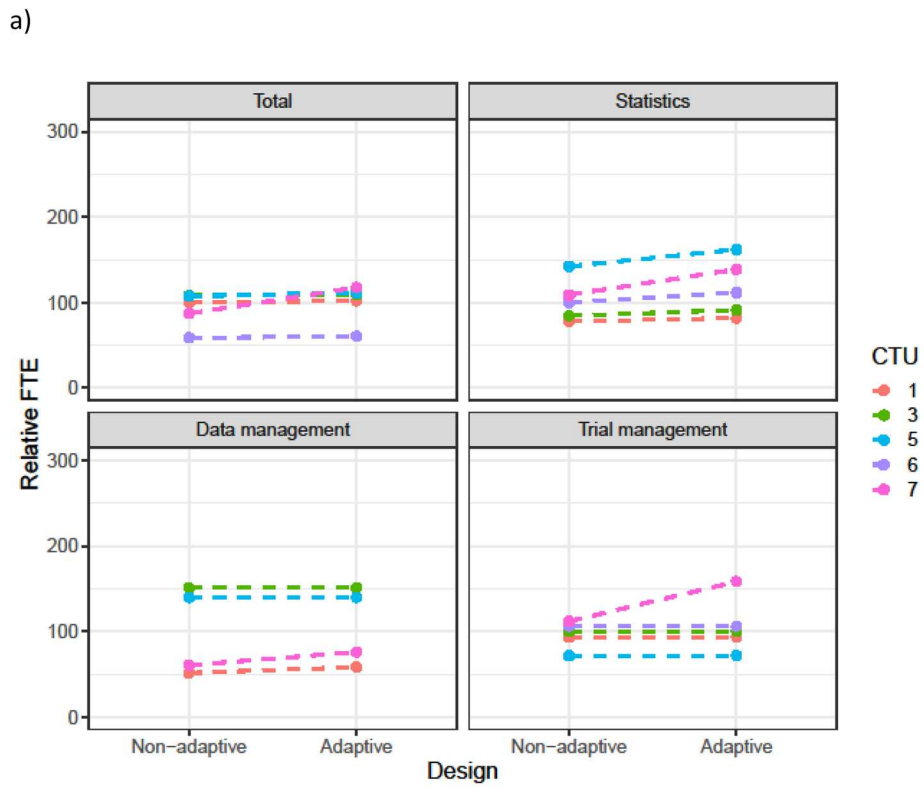 a)
Total
Statistics
300
200
100
0
Data management
Trial management
300
200
100
0
Relative FTE
Non-adaptive
Adaptive
Non-adaptive
Adaptive
Design
CTU
1
3
5
6
7